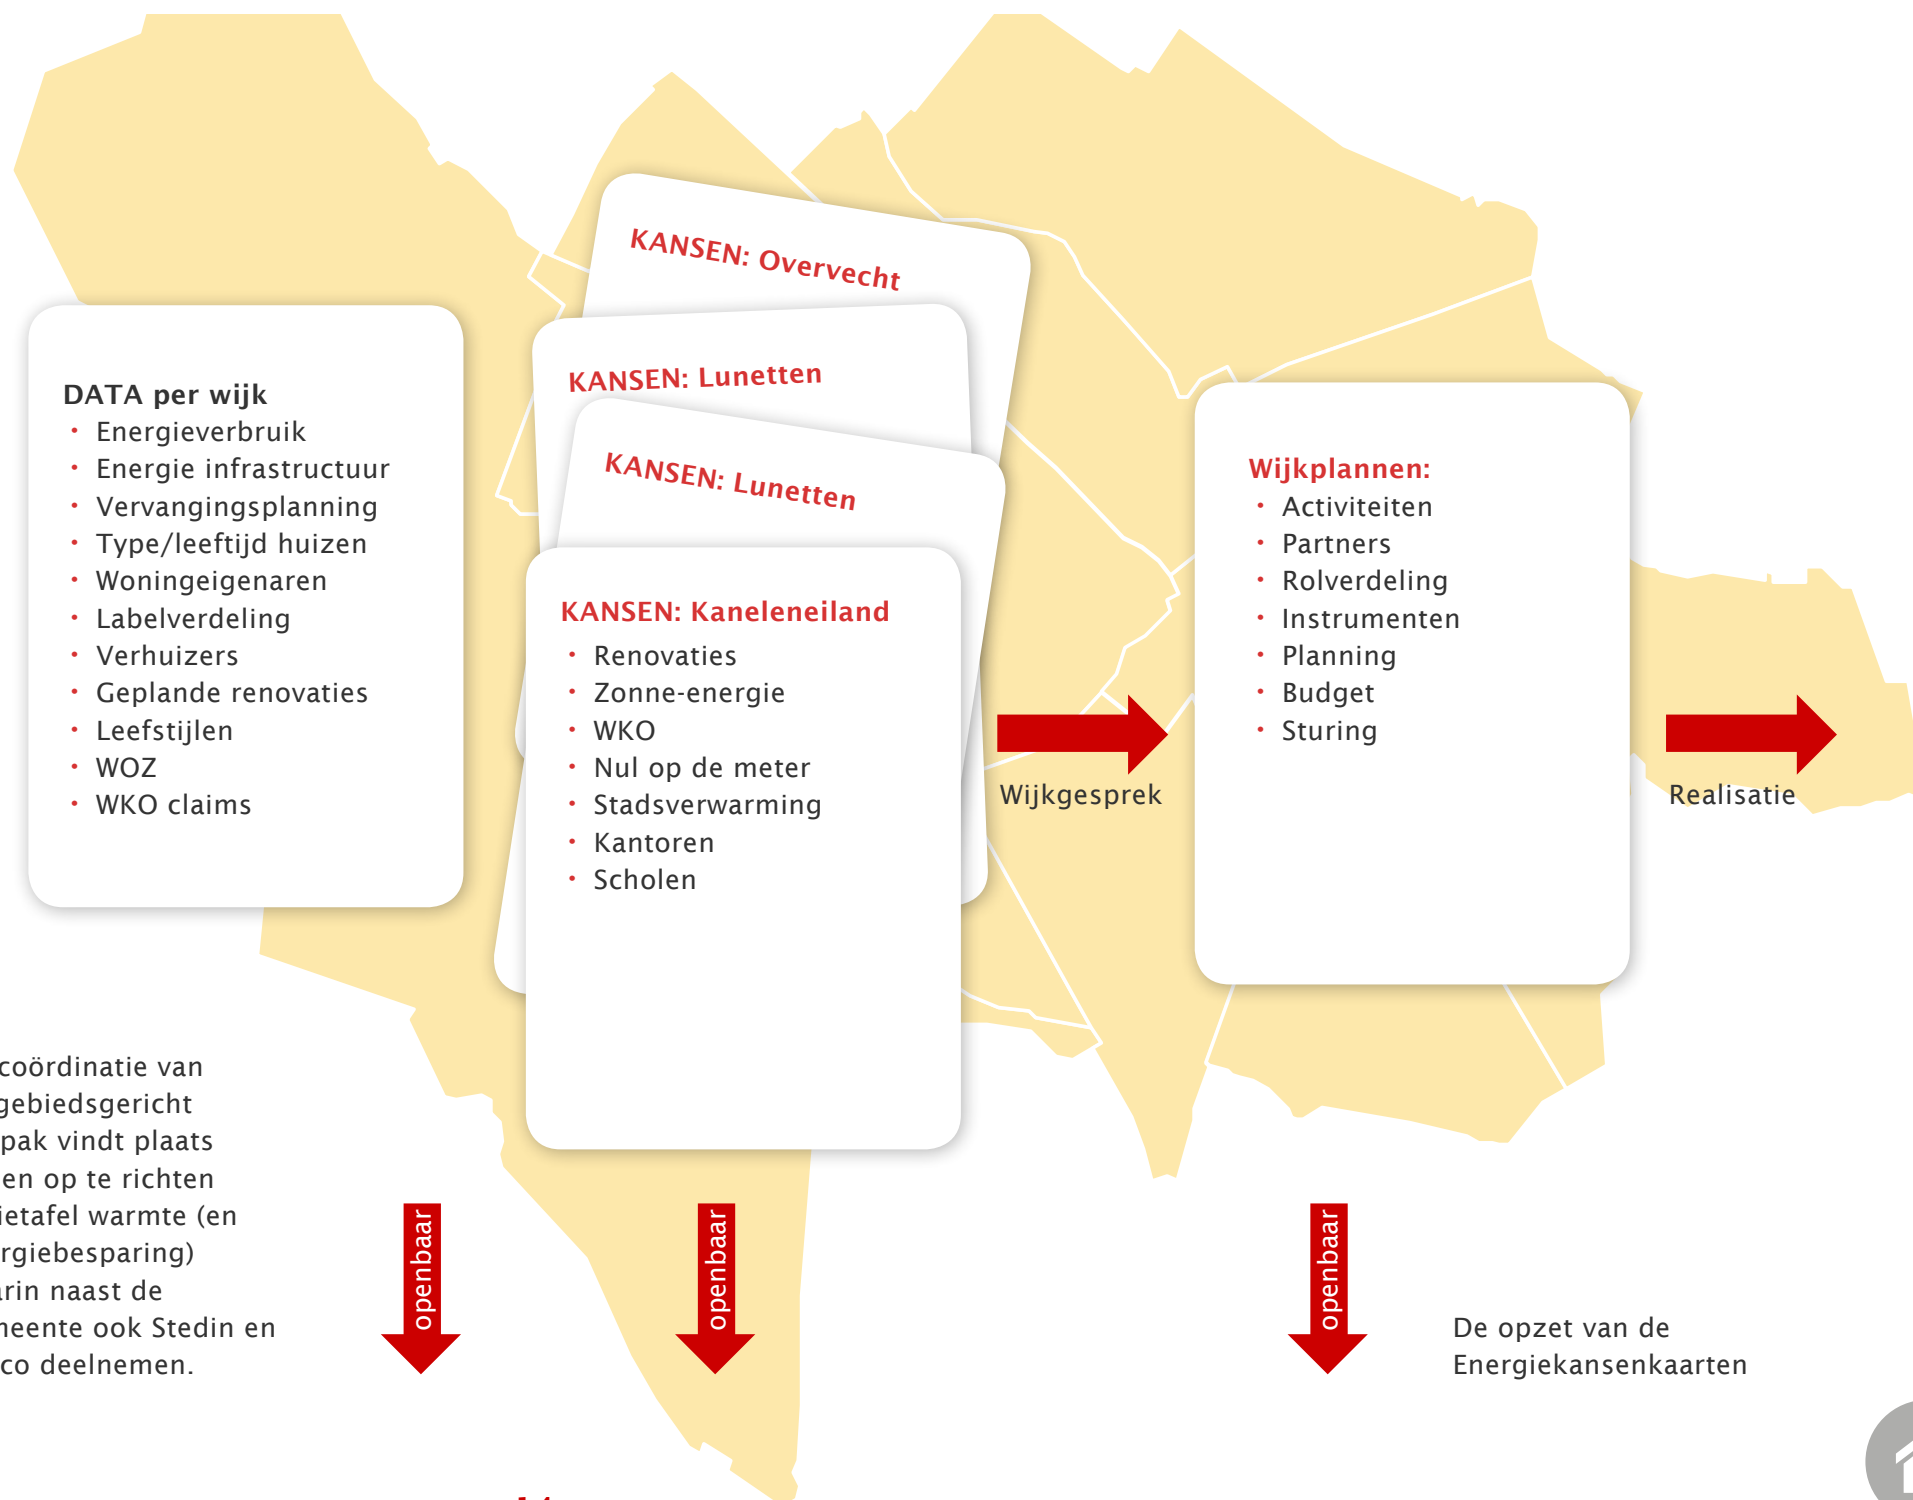 KANSEN: Overvecht
KANSEN: Lunetten
KANSEN: Lunetten
DATA per wijk
· Energieverbruik
· Energie infrastructuur
· Vervangingsplanning
· Type/leeftijd huizen
· Woningeigenaren
· Labelverdeling
· Verhuizers
· Geplande renovaties
· Leefstijlen
· WOZ
· WKO claims
KANSEN: Kaneleneiland
· Renovaties
· Zonne-energie
· WKO
· Nul op de meter
· Stadsverwarming
· Kantoren
· Scholen
Wijkgesprek
Wijkplannen:
· Activiteiten
· Partners
· Rolverdeling
· Instrumenten
· Planning
· Budget
· Sturing
Realisatie
coördinatie van
gebiedsgericht
pak vindt plaats
en op te richten
ietafel warmte (en
rgiebesparing)
arin naast de
neente ook Stedin en
co deelnemen.
openbaar
openbaar
openbaar
De opzet van de
Energiekansenkaarten